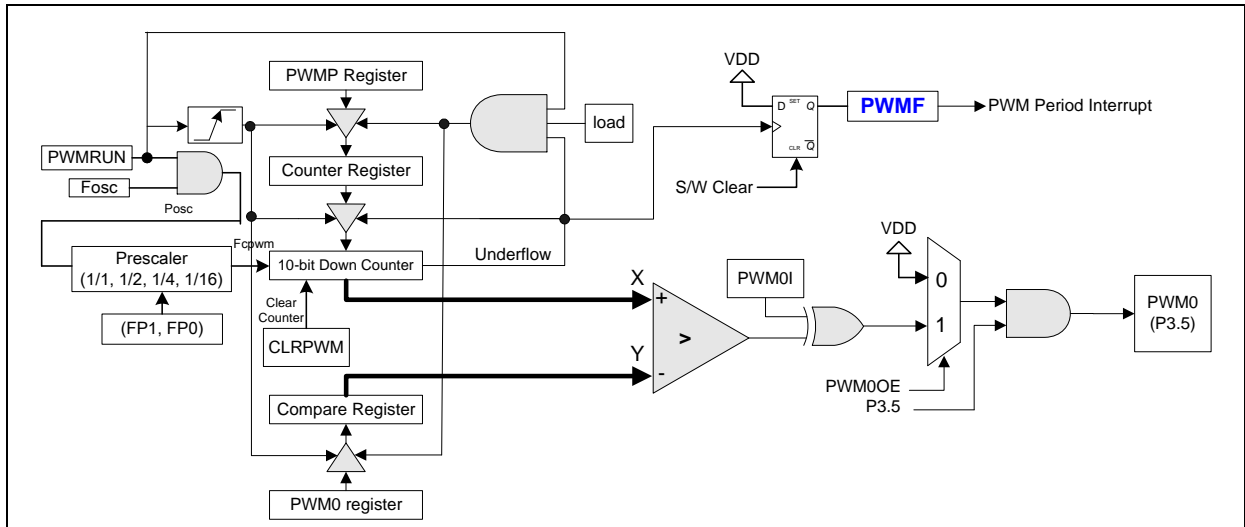 PWMP Register
VDD
D SET Q
CLR Q
PWMF
PWM Period Interrupt
load
PWMRUN
Counter Register
Fosc
Posc
S/W Clear
Fcpwm
Prescaler
(1/1, 1/2, 1/4, 1/16)
10-bit Down Counter
Underflow
VDD
X
+
PWM0I
0
1
PWM0
(P3.5)
(FP1, FP0)
Clear
Counter
CLRPWM
>
Y
-
PWM0OE
P3.5
Compare Register
PWM0 register